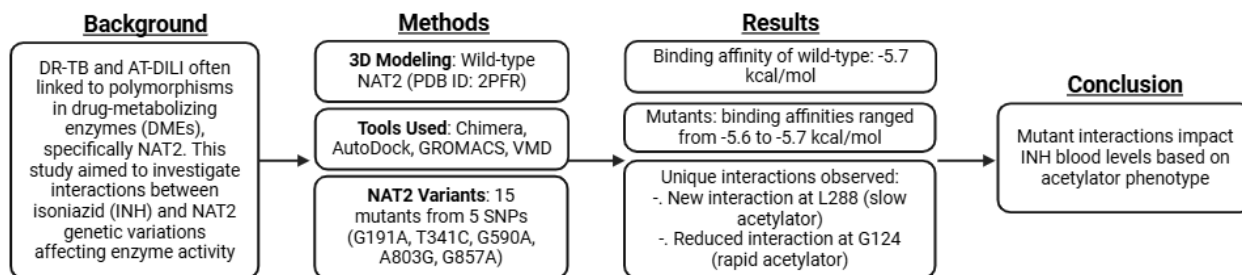 Background
DR-TB and AT-DILI often
linked to polymorphisms
in drug-metabolizing
enzymes (DMEs),
specifically NAT2. This
study aimed to investigate
interactions between
isoniazid (INH) and NAT2
genetic variations
affecting enzyme activity
Methods
3D Modeling: Wild-type
NAT2 (PDB ID: 2PFR)
Tools Used: Chimera,
AutoDock, GROMACS, VMD
NAT2 Variants: 15
mutants from 5 SNPs
(G191A, T341C, G590A,
A803G, G857A)
Results
Binding affinity of wild-type: -5.7
kcal/mol
Mutants: binding affinities ranged
from -5.6 to -5.7 kcal/mol
Unique interactions observed:
-. New interaction at L288 (slow
acetylator)
-. Reduced interaction at G124
(rapid acetylator)
Conclusion
Mutant interactions impact
INH blood levels based on
acetylator phenotype